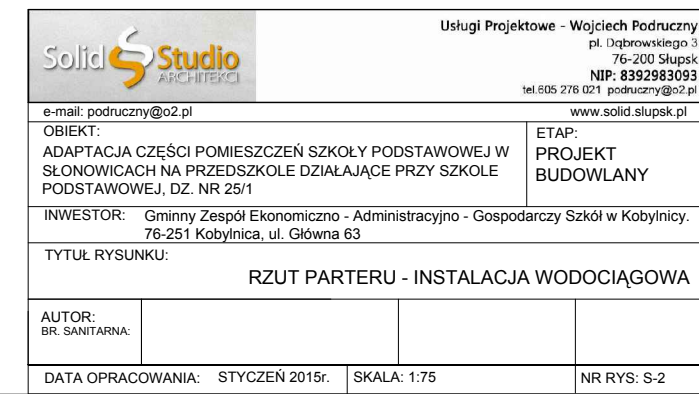 Solid Studio
ARCHITEKCI
Usługi Projektowe - Wojciech Podruczny
pl. Dąbrowskiego 3
76-200 Słupsk
NIP: 8392983093
tel.605 276 021 podruczny@o2.pl
e-mail: podruczny@o2.pl
www.solid.slupsk.pl
OBIEKT:
ADAPTACJA CZĘŚCI POMIESZCZEŃ SZKOŁY PODSTAWOWEJ W
SŁONOWICACH NA PRZEDSZKOLE DZIAŁAJĄCE PRZY SZKOLE
PODSTAWOWEJ, DZ. NR 25/1
ETAP:
PROJEKT
BUDOWLANY
INWESTOR: Gminny Zespół Ekonomiczno - Administracyjno - Gospodarczy Szkół w Kobylnicy.
76-251 Kobylnica, ul. Główna 63
TYTUŁ RYSUNKU:
RZUT PARTERU - INSTALACJA WODOCIĄGOWA
AUTOR:
BR. SANITARNA:
DATA OPRACOWANIA: STYCZEŃ 2015r.
SKALA: 1:75
NR RYS: S-2